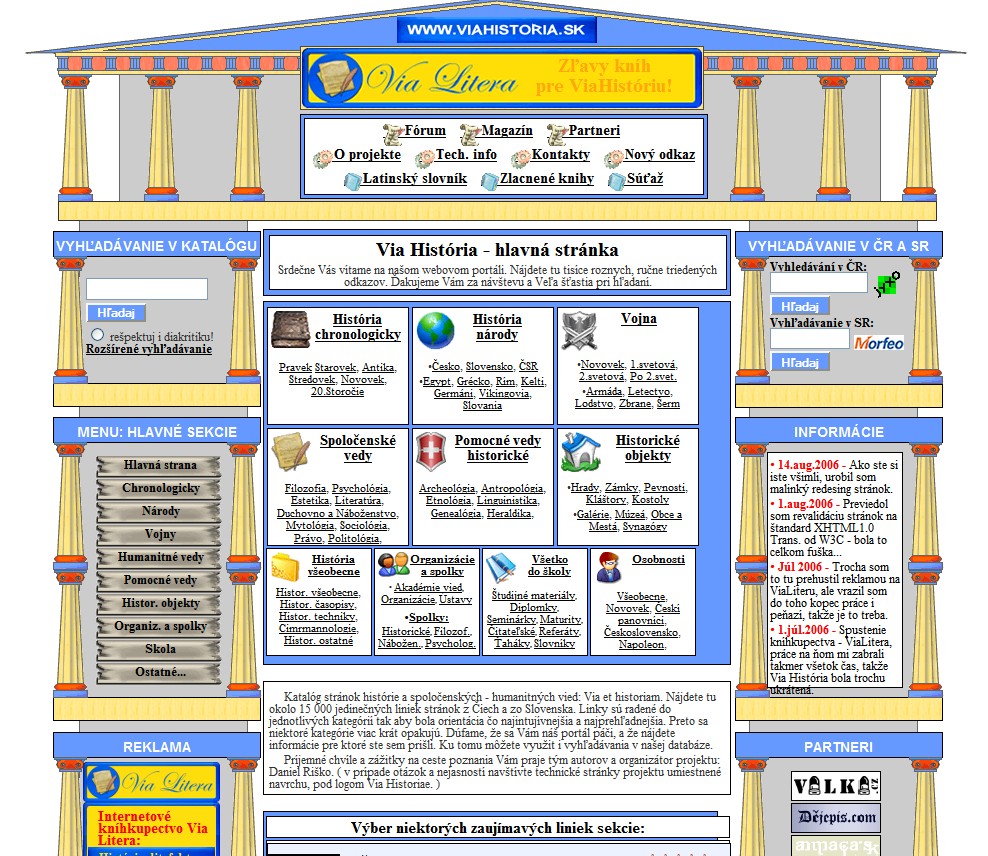 WWW.VIAHISTORIA.SK
Via Litera
Zľavy kníh
pre ViaHistóriu!
Fórum Magazín Partneri
O projekte Tech. info Kontakty Nový odkaz
Latinský slovník Zlacnené knihy Súťaž
VYHĽADÁVANIE V KATALÓGU
Hľadaj
rešpektuj i diakritiku!
Rozšírené vyhľadávanie
MENU: HLAVNÉ SEKCIE
Hlavná strana
Chronologicky
Národy
Vojny
Humanitné vedy
Pomocné vedy
Histor. objekty
Organiz. a spolky
Skola
Ostatné...
REKLAMA
Via Litera
Internetové
kníhkupectvo Via
Litera:
Via História - hlavná stránka
Srdečne Vás vítame na našom webovom portáli. Nájdete tu tisíce roznych, ručne triedených
odkazov. Ďakujeme Vám za návštevu a Veľa šťastia pri hľadaní.
História
chronologicky
Pravek Starovek, Antika,
Stredovek, Novovek,
20.Storočie
História
národy
•Česko, Slovensko, ČSR
•Egypt, Grécko, Rim, Kelti,
Germáni, Vikingovia,
Slovania
Vojna
•Novovek, 1.svetová,
2.svetová, Po 2.svet.
•Armáda, Letectvo,
Lodstvo, Zbrane, Šerm
Spoločenské
vedy
Filozofia, Psychológia,
Estetika, Literatúra,
Duchovno a Náboženstvo,
Mytológia, Sociológia,
Právo, Politológia,
Pomocné vedy
historické
Archeológia, Antropológia,
Etnológia, Linguistika,
Genealógia, Heraldika,
Historické
objekty
•Hrady, Zámky, Pevnosti,
Kláštory, Kostoly
•Galérie, Múzeá, Obce a
Mestá, Synagógy
História
všeobecne
Histor. všeobecne,
Histor. časopisy,
Histor. techniky,
Cimrmannologie,
Histor. ostatné
Organizácie
a spolky
• Akadémie vied,
Organizácie, Ustavy
•Spolky:
Historické, Filozof.,
Nábožen., Psycholog.
Všetko
do školy
Študijné materiály,
Diplomky,
Seminárky, Maturity,
Čitateľské, Referáty,
Taháky, Slovníky
Osobnosti
Všeobecne,
Novovek, Českí
panovníci,
Československo,
Napoleon,
Katalóg stránok histórie a spoločenských - humanitných vied; Via et historiam. Nájdete tu
okolo 15 000 jedinečných liniek stránok z Čiech a zo Slovenska. Linky sú radené do
jednotlivých kategórií tak aby bola orientácia čo najintujívnejšia a najprehľadnejšia. Preto sa
niektoré kategórie viac krát opakujú. Dúfame, že sa Vám náš portál páči, a že nájdete
informácie pre ktoré ste sem prišli. Ku tomu môžete využit i vyhľadávania v našej databáze.
Príjemné chvíle a zážitky na ceste poznania Vám praje tým autorov a organizátor projektu:
Daniel Riško. ( v pripade otázok a nejasností navštívte technické stránky projektu umiestnené
navrchu, pod logom Via Historiae. )
Výber niektorých zaujímavých liniek sekcie:
VYHĽADÁVANIE V ČR A SR
Vyhledávání v ČR:
Hľadaj
Vyhľadávanie v SR:
Morfeo
Hľadaj
INFORMÁCIE
• 14.aug.2006 - Ako ste si
iste všimli, urobil som
malinký redesing stránok.
• 1.aug.2006 - Previedol
som revalidáciu stránok na
štandard XHTML1.0
Trans. od W3C - bola to
celkom fuška...
• Júl 2006 - Trocha som
to tu prehustil reklamou na
ViaLiteru, ale vrazil som
do toho kopec práce i
peňazí, takže je to treba.
• 1.júl.2006 - Spustenie
kníhkupectva - ViaLitera,
práce na ňom mi zabrali
takmer všetok čas, takže
Via História bola trochu
ukrátená.
PARTNERI
VALKA.cz
Dějepis.com